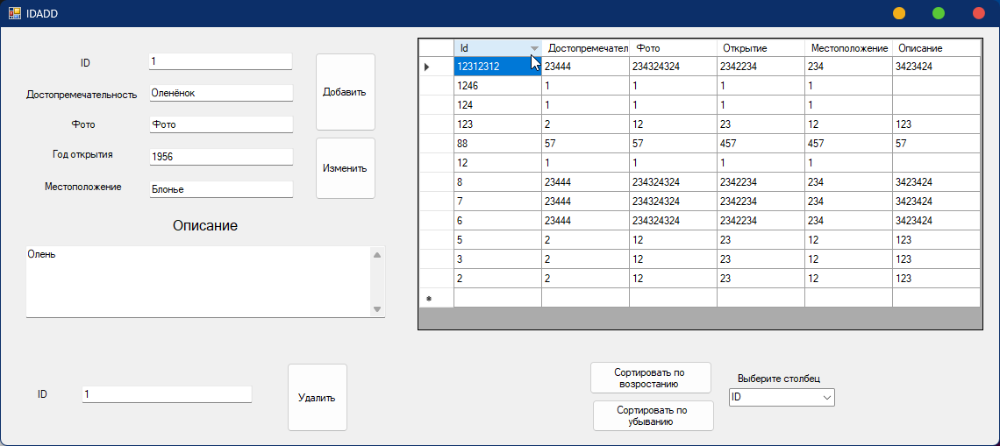 IDADD
ID
1
Достопремечательность
Оленёнок
Фото
Фото
Год открытия
1956
Местоположение
Блонье
Добавить
Изменить
Описание
Олень
ID
1
Удалить
Id Достопремечател Фото Открытие Местоположение Описание
12312312 23444 234324324 2342234 234 3423424
1246 1 1 1 1
124 1 1 1 1
123 2 12 23 12 123
88 57 57 457 457 57
12 1 1 1 1
8 23444 234324324 2342234 234 3423424
7 23444 234324324 2342234 234 3423424
6 23444 234324324 2342234 234 3423424
5 2 12 23 12 123
3 2 12 23 12 123
2 2 12 23 12 123
Сортировать по
возростанию
Сортировать по
убыванию
Выберите столбец
ID